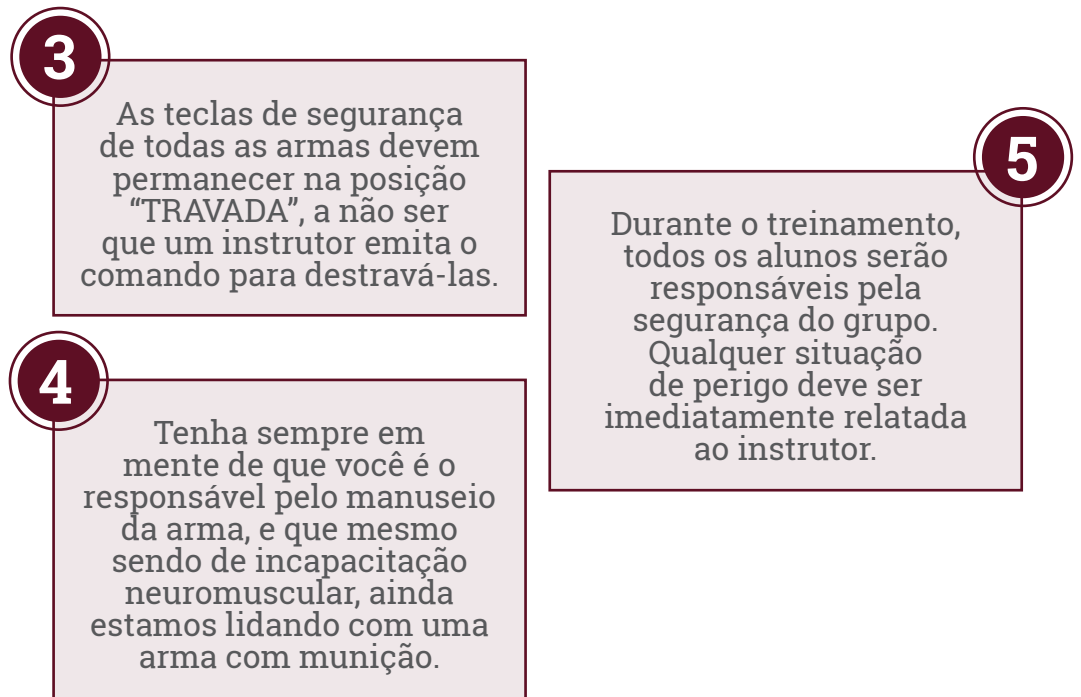 3
As teclas de segurança
de todas as armas devem
permanecer na posição
“TRAVADA”, a não ser
que um instrutor emita o
comando para destravá-las.
4
Tenha sempre em
mente de que você é o
responsável pelo manuseio
da arma, e que mesmo
sendo de incapacitação
neuromuscular, ainda
estamos lidando com uma
arma com munição.
5
Durante o treinamento,
todos os alunos serão
responsáveis pela
segurança do grupo.
Qualquer situação
de perigo deve ser
imediatamente relatada
ao instrutor.